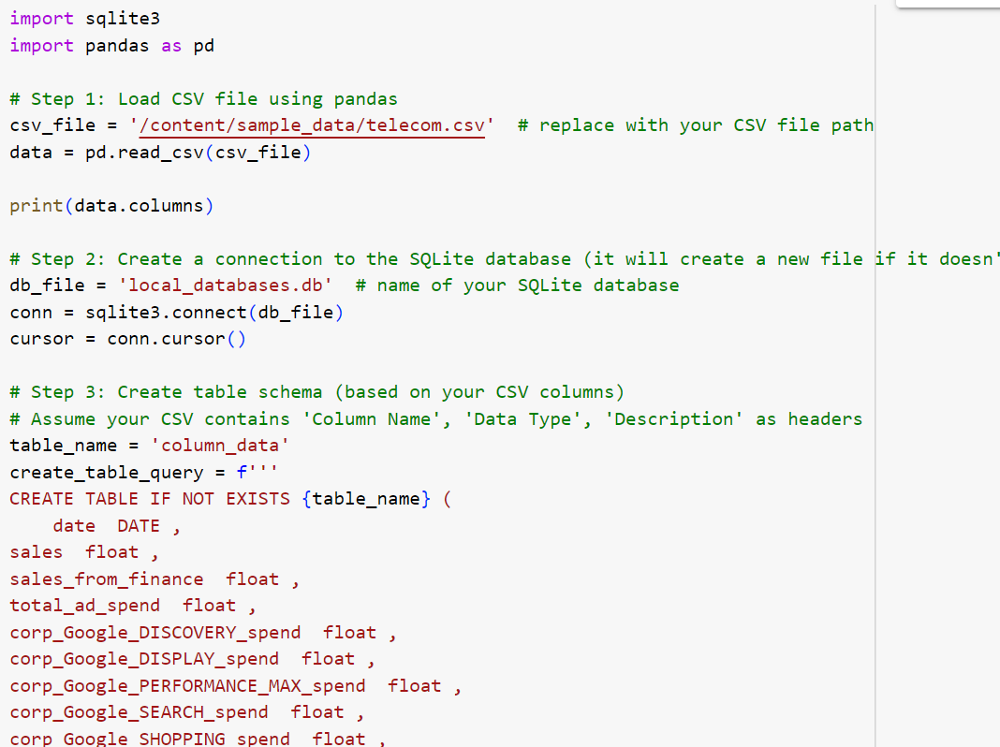 import sqlite3
import pandas as pd
# Step 1: Load CSV file using pandas
csv_file = '/content/sample_data/telecom.csv'  # replace with your CSV file path
data = pd.read_csv(csv_file)
print(data.columns)
# Step 2: Create a connection to the SQLite database (it will create a new file if it doesn'
db_file = 'local_databases.db'  # name of your SQLite database
conn = sqlite3.connect(db_file)
cursor = conn.cursor()
# Step 3: Create table schema (based on your CSV columns)
# Assume your CSV contains 'Column Name', 'Data Type', 'Description' as headers
table_name = 'column_data'
create_table_query = f'''
CREATE TABLE IF NOT EXISTS {table_name} (
    date  DATE ,
sales  float ,
sales_from_finance  float ,
total_ad_spend  float ,
corp_Google_DISCOVERY_spend  float ,
corp_Google_DISPLAY_spend  float ,
corp_Google_PERFORMANCE_MAX_spend  float ,
corp_Google_SEARCH_spend  float ,
corp_Google_SHOPPING_spend  float ,